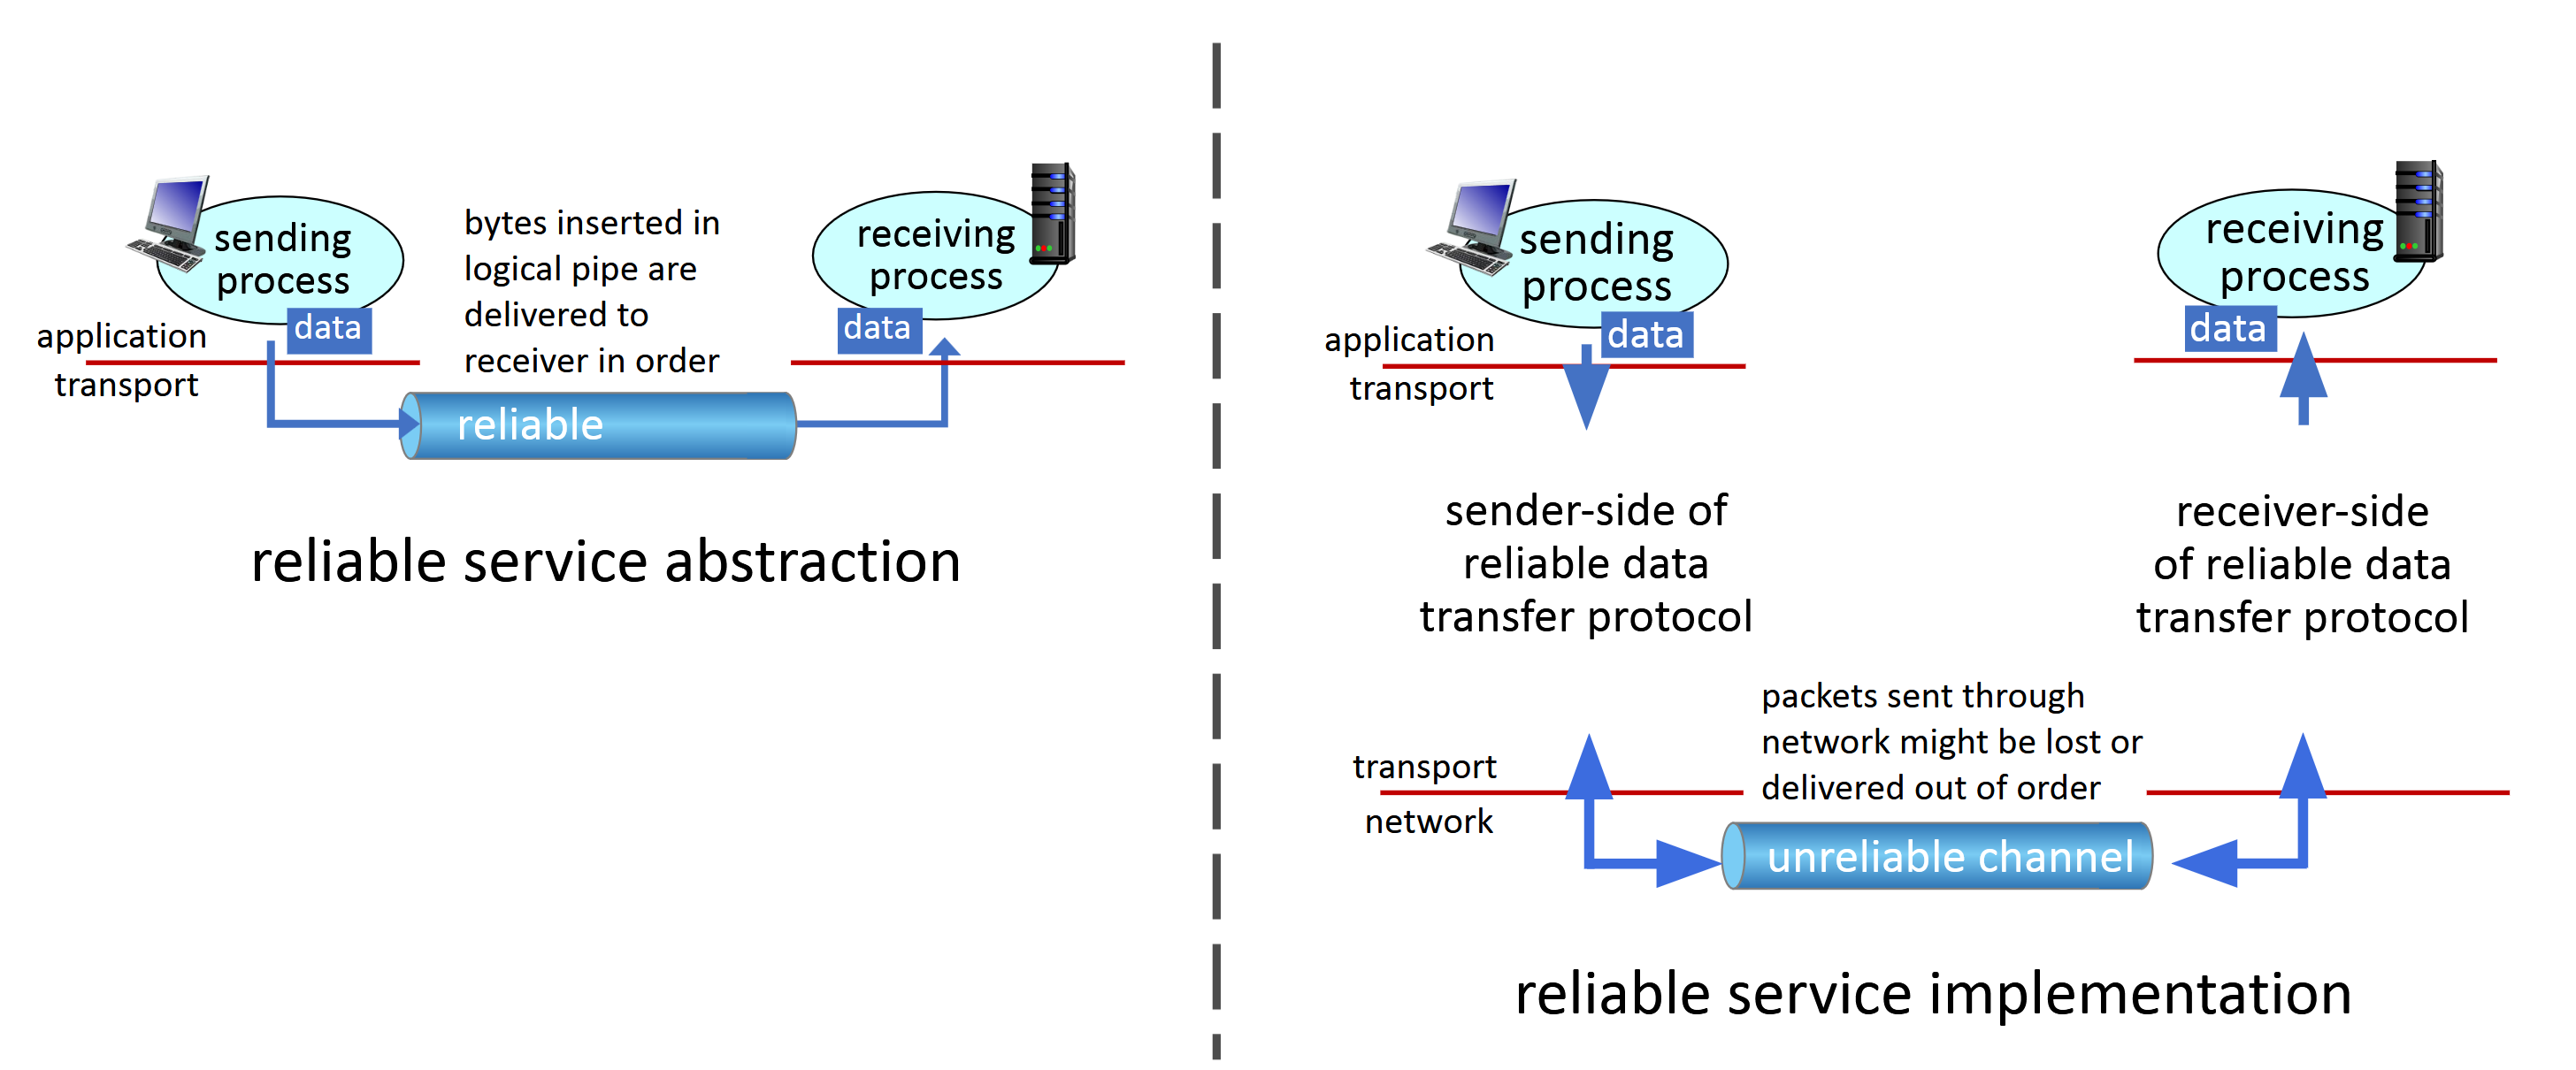 sending
process
data
application
transport
bytes inserted in
logical pipe are
delivered to
receiver in order
receiving
process
data
reliable
reliable service abstraction
sending
process
data
application
transport
receiving
process
data
sender-side of
reliable data
transfer protocol
receiver-side
of reliable data
transfer protocol
packets sent through
network might be lost or
delivered out of order
transport
network
unreliable channel
reliable service implementation